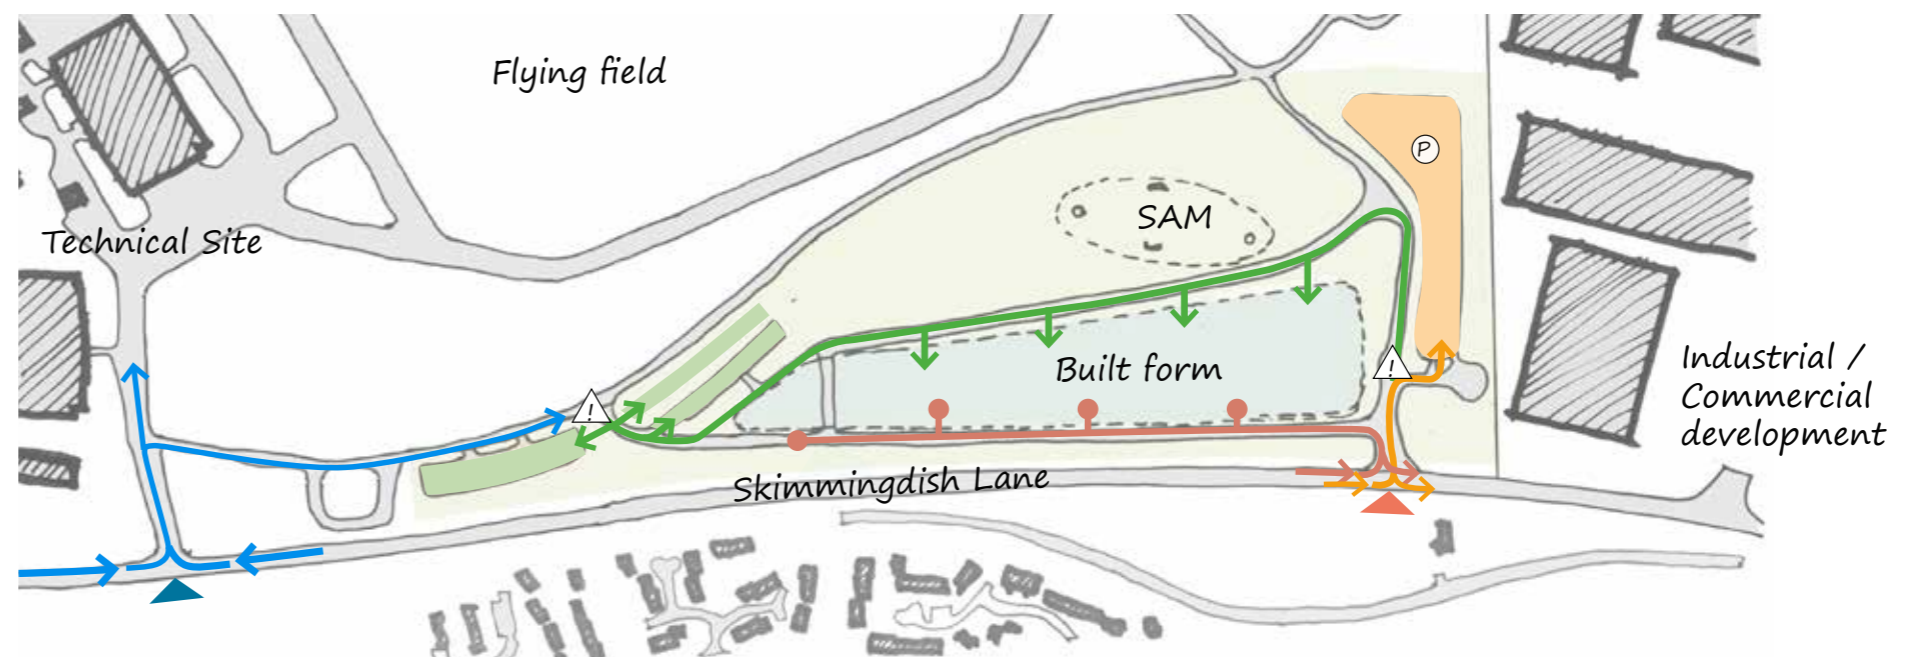 Flying field
P
SAM
Technical Site
Built form
!
!
Industrial /
Commercial
development
Skimmingdish Lane